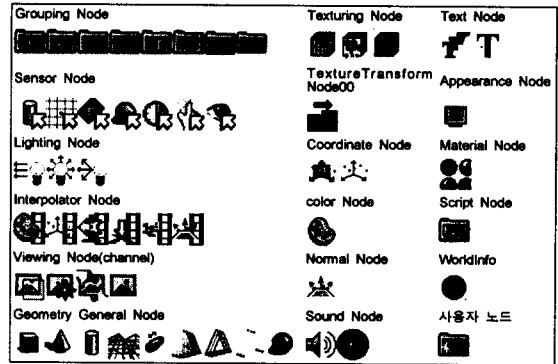 Grouping Node
Texturing Node
Text Node
Sensor Node
TextureTransform
Node00
Appearance Node
Lighting Node
Coordinate Node
Material Node
Interpolator Node
color Node
Script Node
Viewing Node(channel)
Normal Node
WorldInfo
Geometry General Node
Sound Node
사용자 노드